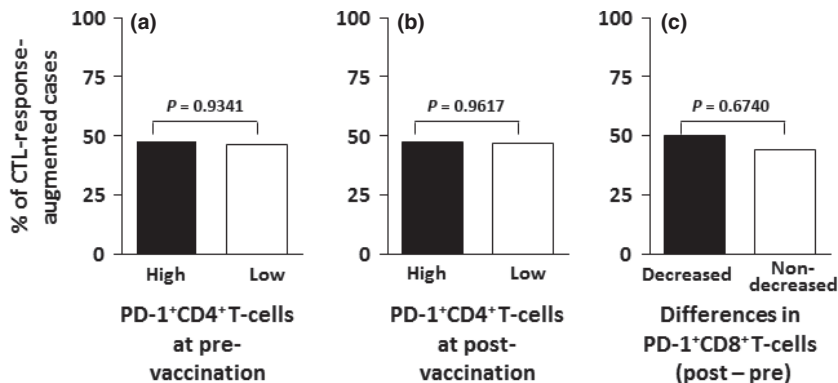 (a)
% of CTL-response-
augmented cases
100
75
50
25
0
P = 0.9341
High Low
PD-1⁺CD4⁺T-cells
at pre-
vaccination
(b)
100
75
50
25
0
P = 0.9617
High Low
PD-1⁺CD4⁺T-cells
at post-
vaccination
(c)
100
75
50
25
0
P = 0.6740
Decreased Non-
decreased
Differences in
PD-1⁺CD8⁺T-cells
(post – pre)